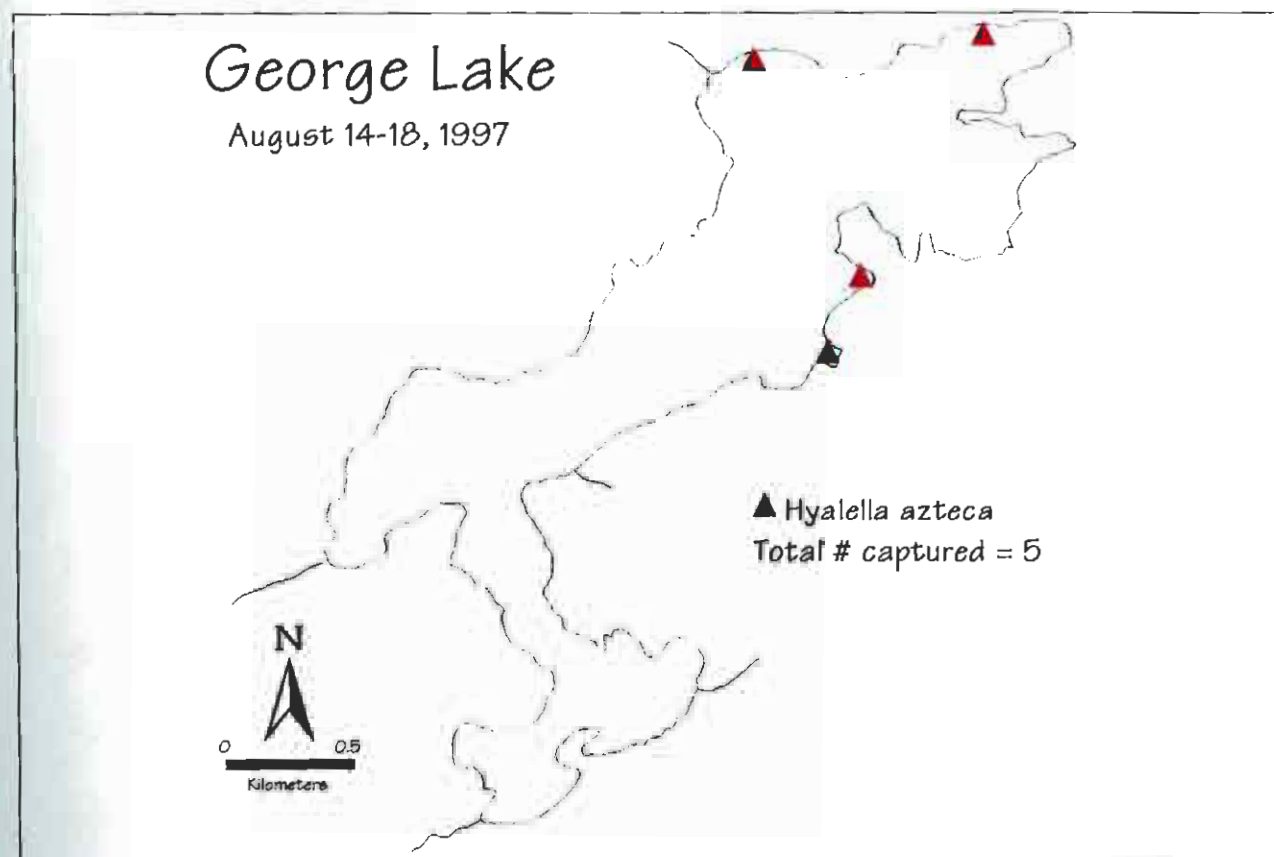 George Lake
August 14-18, 1997
Hyalella azteca
Total # captured = 5
N
0 0.5
Kilometers